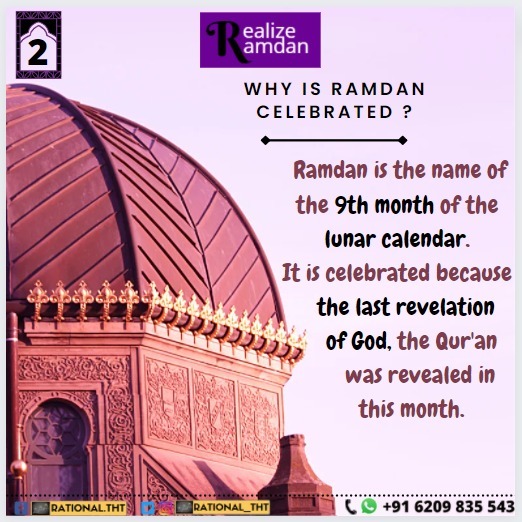 2
Realize
Ramdan
WHY IS RAMDAN
CELEBRATED ?
Ramdan is the name of
the 9th month of the
lunar calendar.
It is celebrated because
the last revelation
of God, the Qur'an
was revealed in
this month.
RATIONAL.THT
RATIONAL_THT
+91 6209 835 543